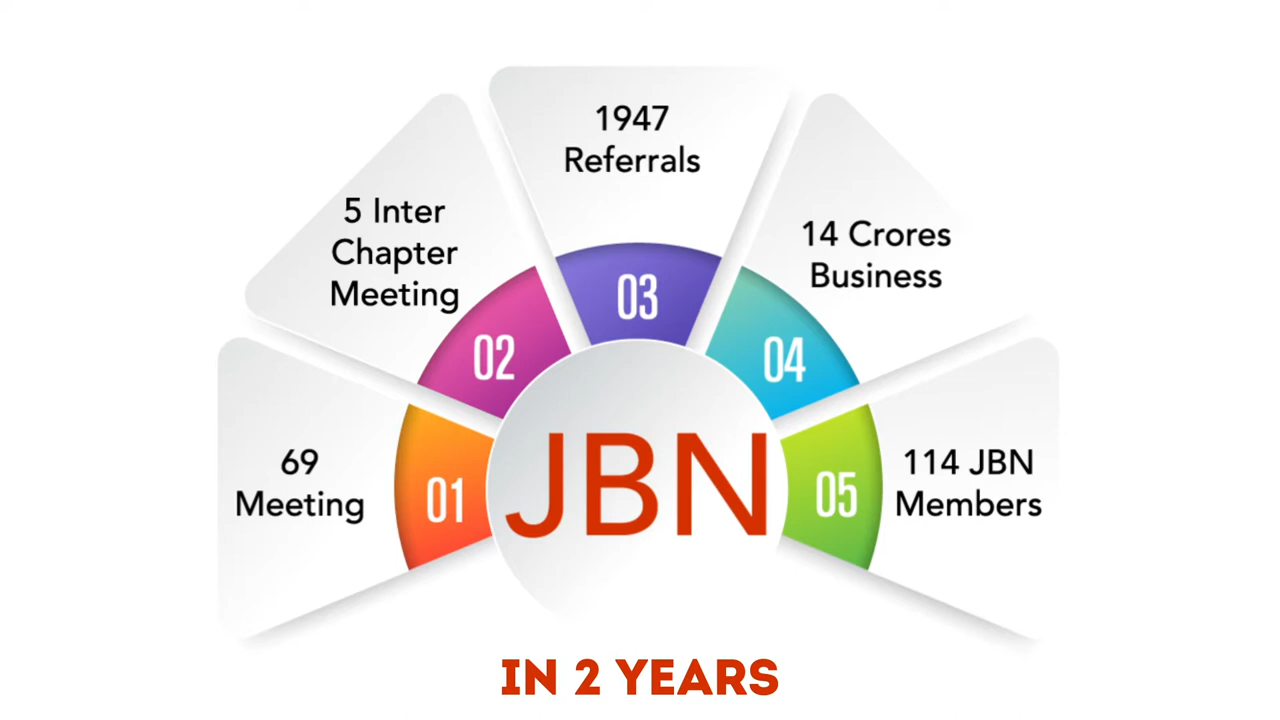 69
Meeting
01
5 Inter
Chapter
Meeting
02
1947
Referrals
03
14 Crores
Business
04
114 JBN
Members
05
JBN
IN 2 YEARS